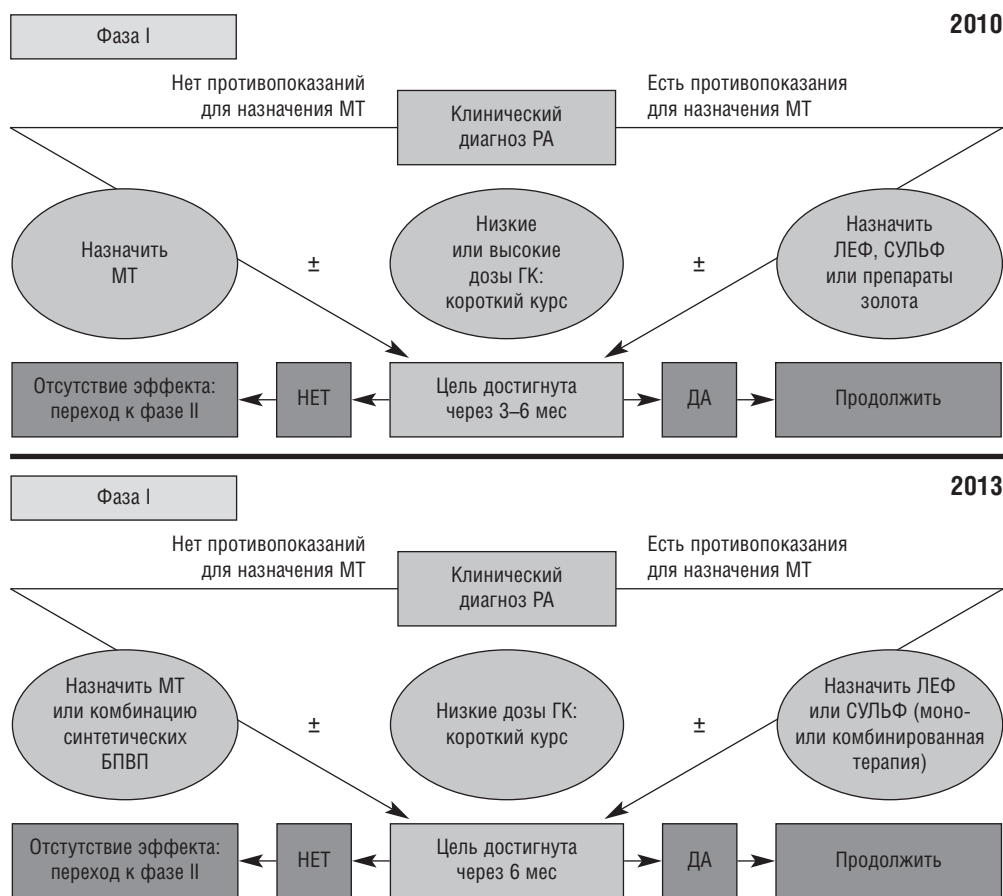 2010
Фаза I
Нет противопоказаний
для назначения МТ
Клинический
диагноз РА
Есть противопоказания
для назначения МТ
Назначить
МТ
±
Низкие
или высокие
дозы ГК:
короткий курс
±
Назначить
ЛЕФ, СУЛЬФ
или препараты
золота
Отсутствие эффекта:
переход к фазе II
НЕТ
Цель достигнута
через 3–6 мес
ДА
Продолжить
2013
Фаза I
Нет противопоказаний
для назначения МТ
Клинический
диагноз РА
Есть противопоказания
для назначения МТ
Назначить МТ
или комбинацию
синтетических
БПВП
±
Низкие дозы ГК:
короткий курс
±
Назначить ЛЕФ
или СУЛЬФ (моно-
или комбинированная
терапия)
Отстутствие эффекта:
переход к фазе II
НЕТ
Цель достигнута
через 6 мес
ДА
Продолжить